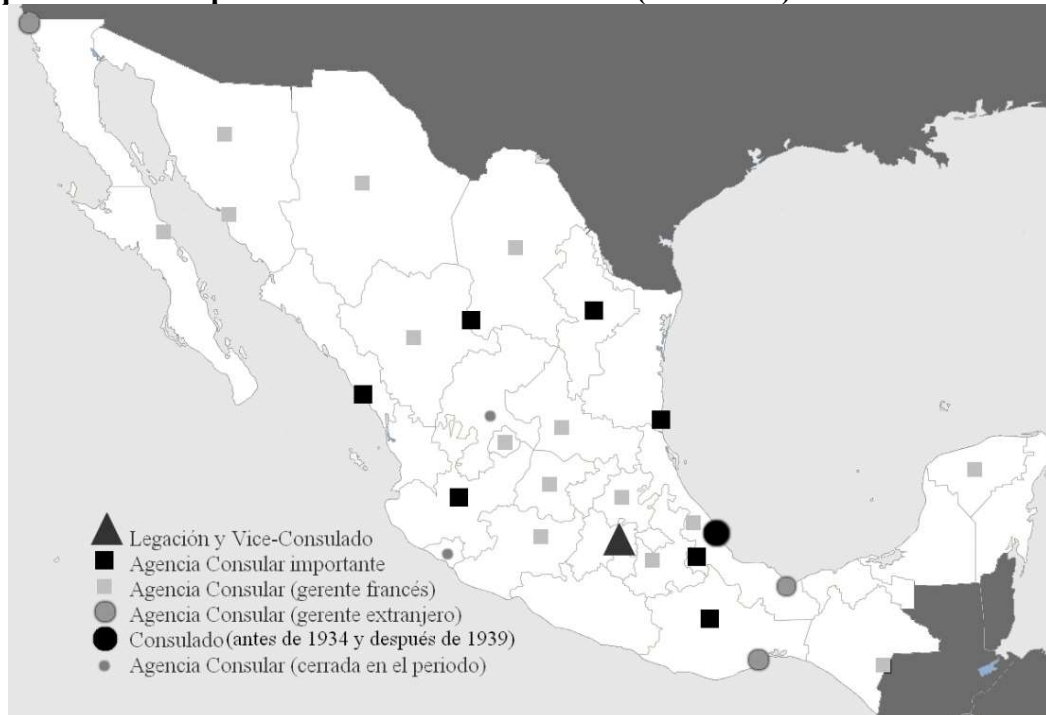 Legación y Vice-Consulado
Agencia Consular importante
Agencia Consular (gerente francés)
Agencia Consular (gerente extranjero)
Consulado (antes de 1934 y después de 1939)
Agencia Consular (cerrada en el periodo)